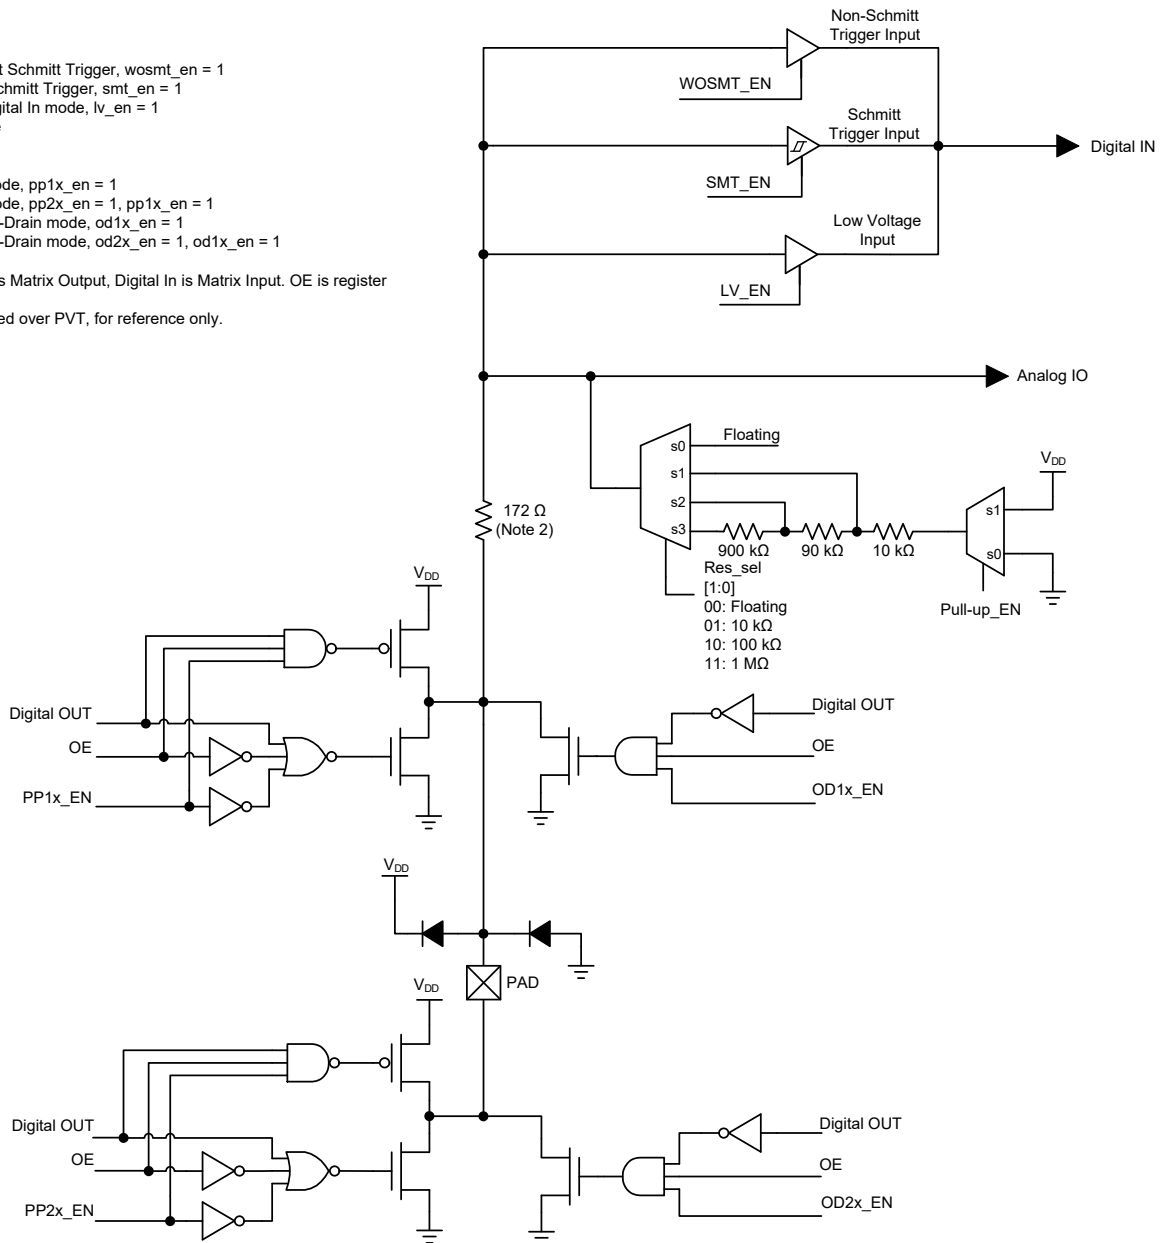 t Schmitt Trigger, wosmt_en = 1
chmitt Trigger, smt_en = 1
gital In mode, lv_en = 1
e
ode, pp1x_en = 1
ode, pp2x_en = 1, pp1x_en = 1
-Drain mode, od1x_en = 1
-Drain mode, od2x_en = 1, od1x_en = 1
s Matrix Output, Digital In is Matrix Input. OE is register
ed over PVT, for reference only.
Non-Schmitt
Trigger Input
WOSMT_EN
Schmitt
Trigger Input
Digital IN
SMT_EN
Low Voltage
Input
LV_EN
Analog IO
Floating
s0
s1
s2
s3
VDD
s1
s0
172 Ω
(Note 2)
900 kΩ
90 kΩ
10 kΩ
Res_sel
[1:0]
00: Floating
01: 10 kΩ
10: 100 kΩ
11: 1 MΩ
Pull-up_EN
VDD
Digital OUT
OE
PP1x_EN
Digital OUT
OE
OD1x_EN
VDD
PAD
VDD
Digital OUT
OE
PP2x_EN
Digital OUT
OE
OD2x_EN